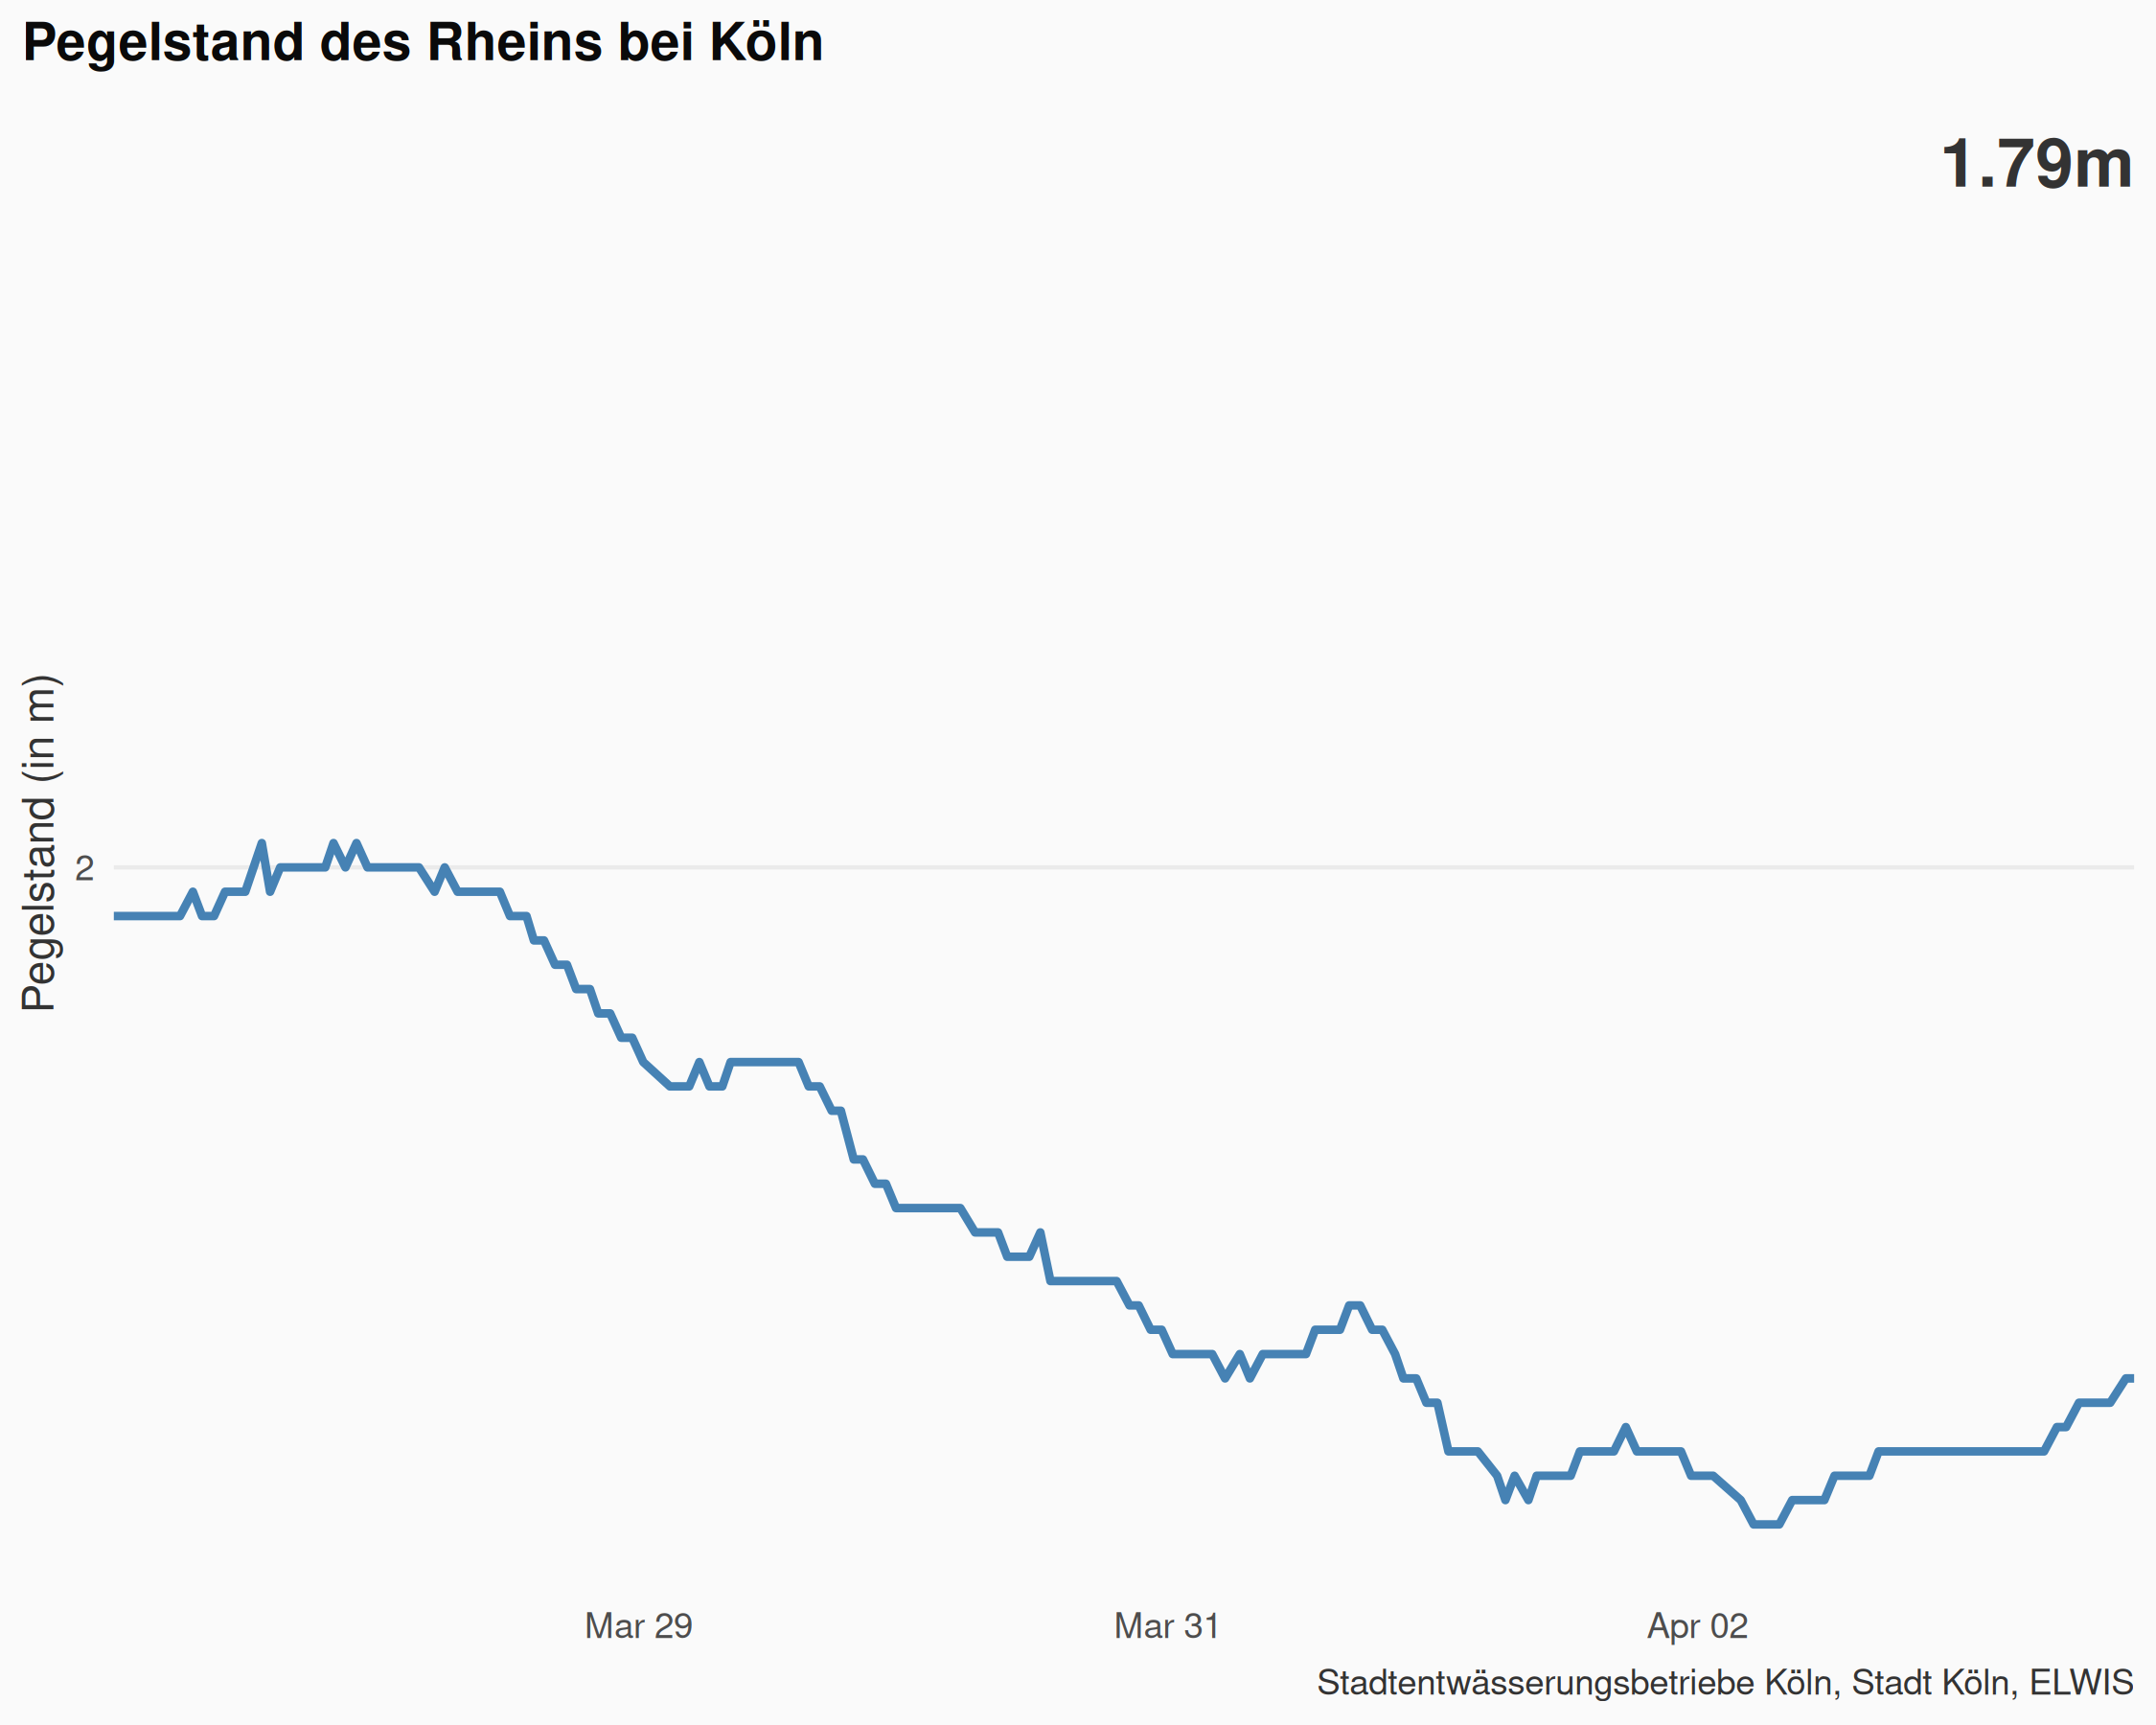 Pegelstand des Rheins bei Köln
1.79m
Pegelstand (in m)
2
Mar 29
Mar 31
Apr 02
Stadtentwässerungsbetriebe Köln, Stadt Köln, ELWIS